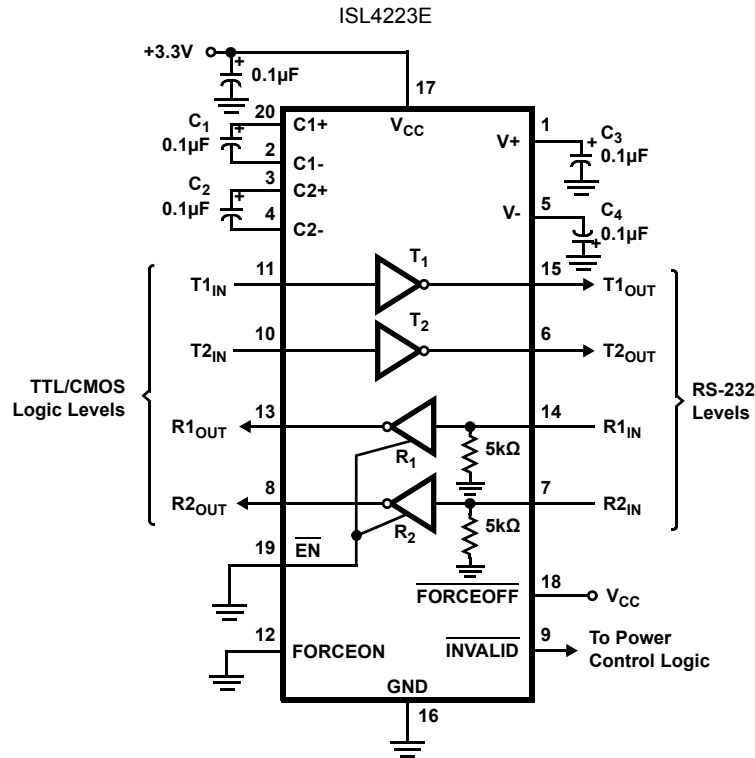 ISL4223E
+3.3V
+
0.1µF
17
20
C1+
VCC
1
C1
+
0.1µF
V+
+
C3
0.1µF
2
C1-
3
C2+
C2
+
0.1µF
4
C2-
5
V-
C4
0.1µF
+
T1
11
15
T1IN
T1OUT
T2
10
6
T2IN
T2OUT
TTL/CMOS
Logic Levels
RS-232
Levels
13
14
R1OUT
R1IN
R1
5kΩ
8
7
R2OUT
R2IN
R2
5kΩ
19
EN
18
FORCEOFF
VCC
12
FORCEON
9
INVALID
To Power
Control Logic
GND
16